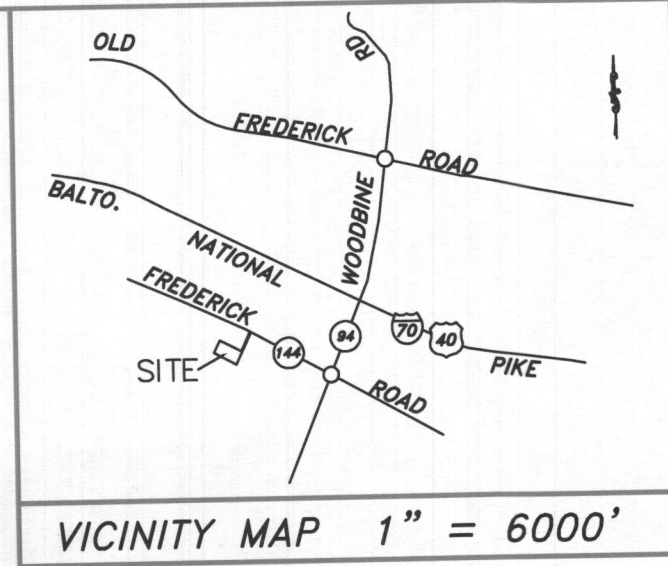 OLD
RD
FREDERICK
ROAD
BALTO.
NATIONAL
WOODBINE
FREDERICK
70
40
94
144
SITE
PIKE
ROAD
VICINITY MAP 1" = 6000'